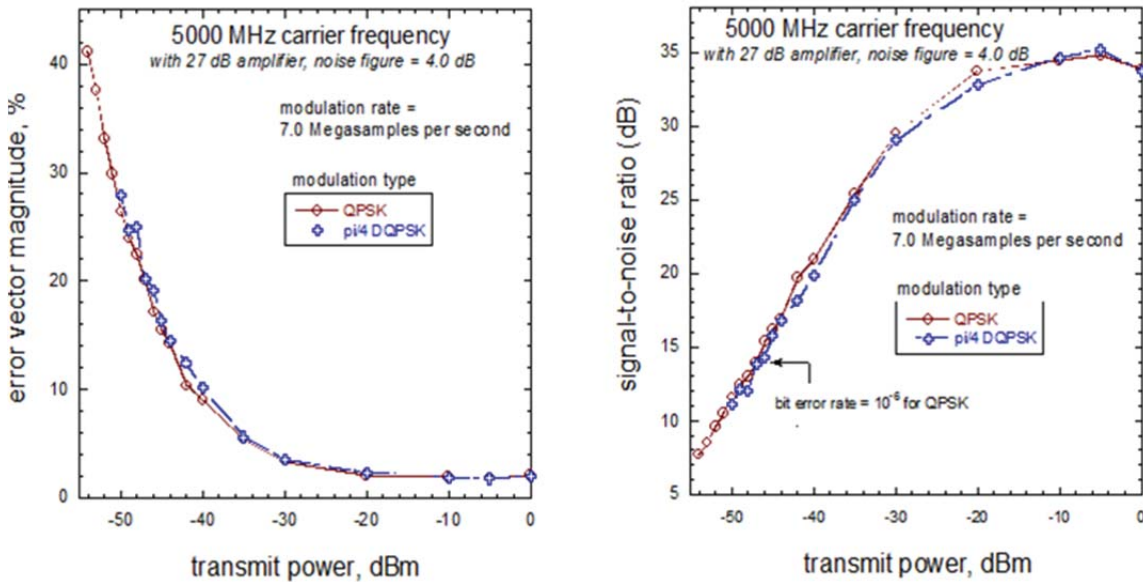 5000 MHz carrier frequency
with 27 dB amplifier, noise figure = 4.0 dB
modulation rate =
7.0 Megasamples per second
modulation type
QPSK
pi/4 DQPSK
error vector magnitude, %
40
30
20
10
0
-50
-40
-30
-20
-10
0
transmit power, dBm
5000 MHz carrier frequency
with 27 dB amplifier, noise figure = 4.0 dB
modulation rate =
7.0 Megasamples per second
modulation type
QPSK
pi/4 DQPSK
bit error rate = 10⁻⁶ for QPSK
signal-to-noise ratio (dB)
40
35
30
25
20
15
10
5
-50
-40
-30
-20
-10
0
transmit power, dBm